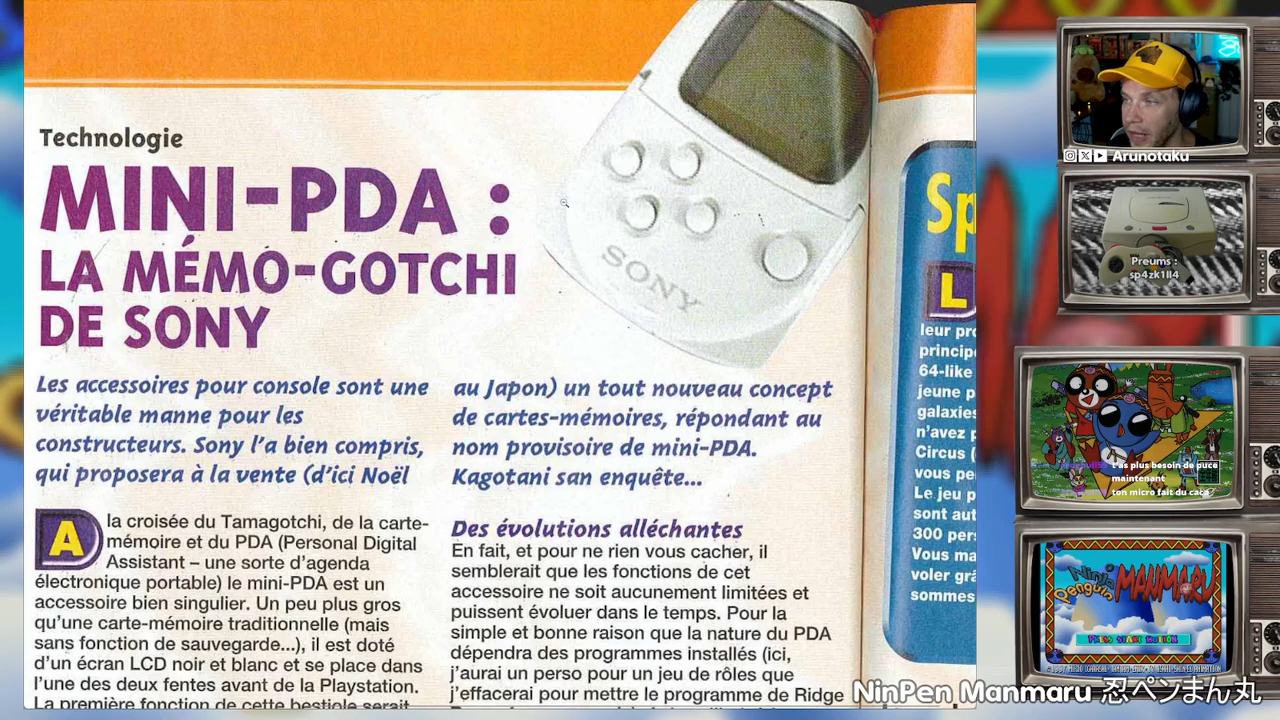 Technologie
MINI-PDA :
LA MÉMO-GOTCHI
DE SONY
SONY
Les accessoires pour console sont une
véritable manne pour les
constructeurs. Sony l'a bien compris,
qui proposera à la vente (d'ici Noël
au Japon) un tout nouveau concept
de cartes-mémoires, répondant au
nom provisoire de mini-PDA.
Kagotani san enquête...
A la croisée du Tamagotchi, de la carte-
mémoire et du PDA (Personal Digital
Assistant – une sorte d'agenda
électronique portable) le mini-PDA est un
accessoire bien singulier. Un peu plus gros
qu'une carte-mémoire traditionnelle (mais
sans fonction de sauvegarde...), il est doté
d'un écran LCD noir et blanc et se place dans
l'une des deux fentes avant de la Playstation.
La première fonction de cette bestiole serait
Des évolutions alléchantes
En fait, et pour ne rien vous cacher, il
semblerait que les fonctions de cet
accessoire ne soit aucunement limitées et
puissent évoluer dans le temps. Pour la
simple et bonne raison que la nature du PDA
dépendra des programmes installés (ici,
j'aurai un perso pour un jeu de rôles que
j'effacerai pour mettre le programme de Ridge
Sp
L
leur pro
principe
64-like
jeune p
galaxies
n'avez p
Circus (
vous pe
Le jeu p
sont aut
300 pers
Vous ma
voler grâ
sommes
Arunotaku
Preums :
sp4zk1ll4
t'as plus besoin de puce
maintenant
ton micro fait du caca
Ninja
Penguin
MANMARU
PRESS START BUTTON
NinPen Manmaru 忍ペンまん丸